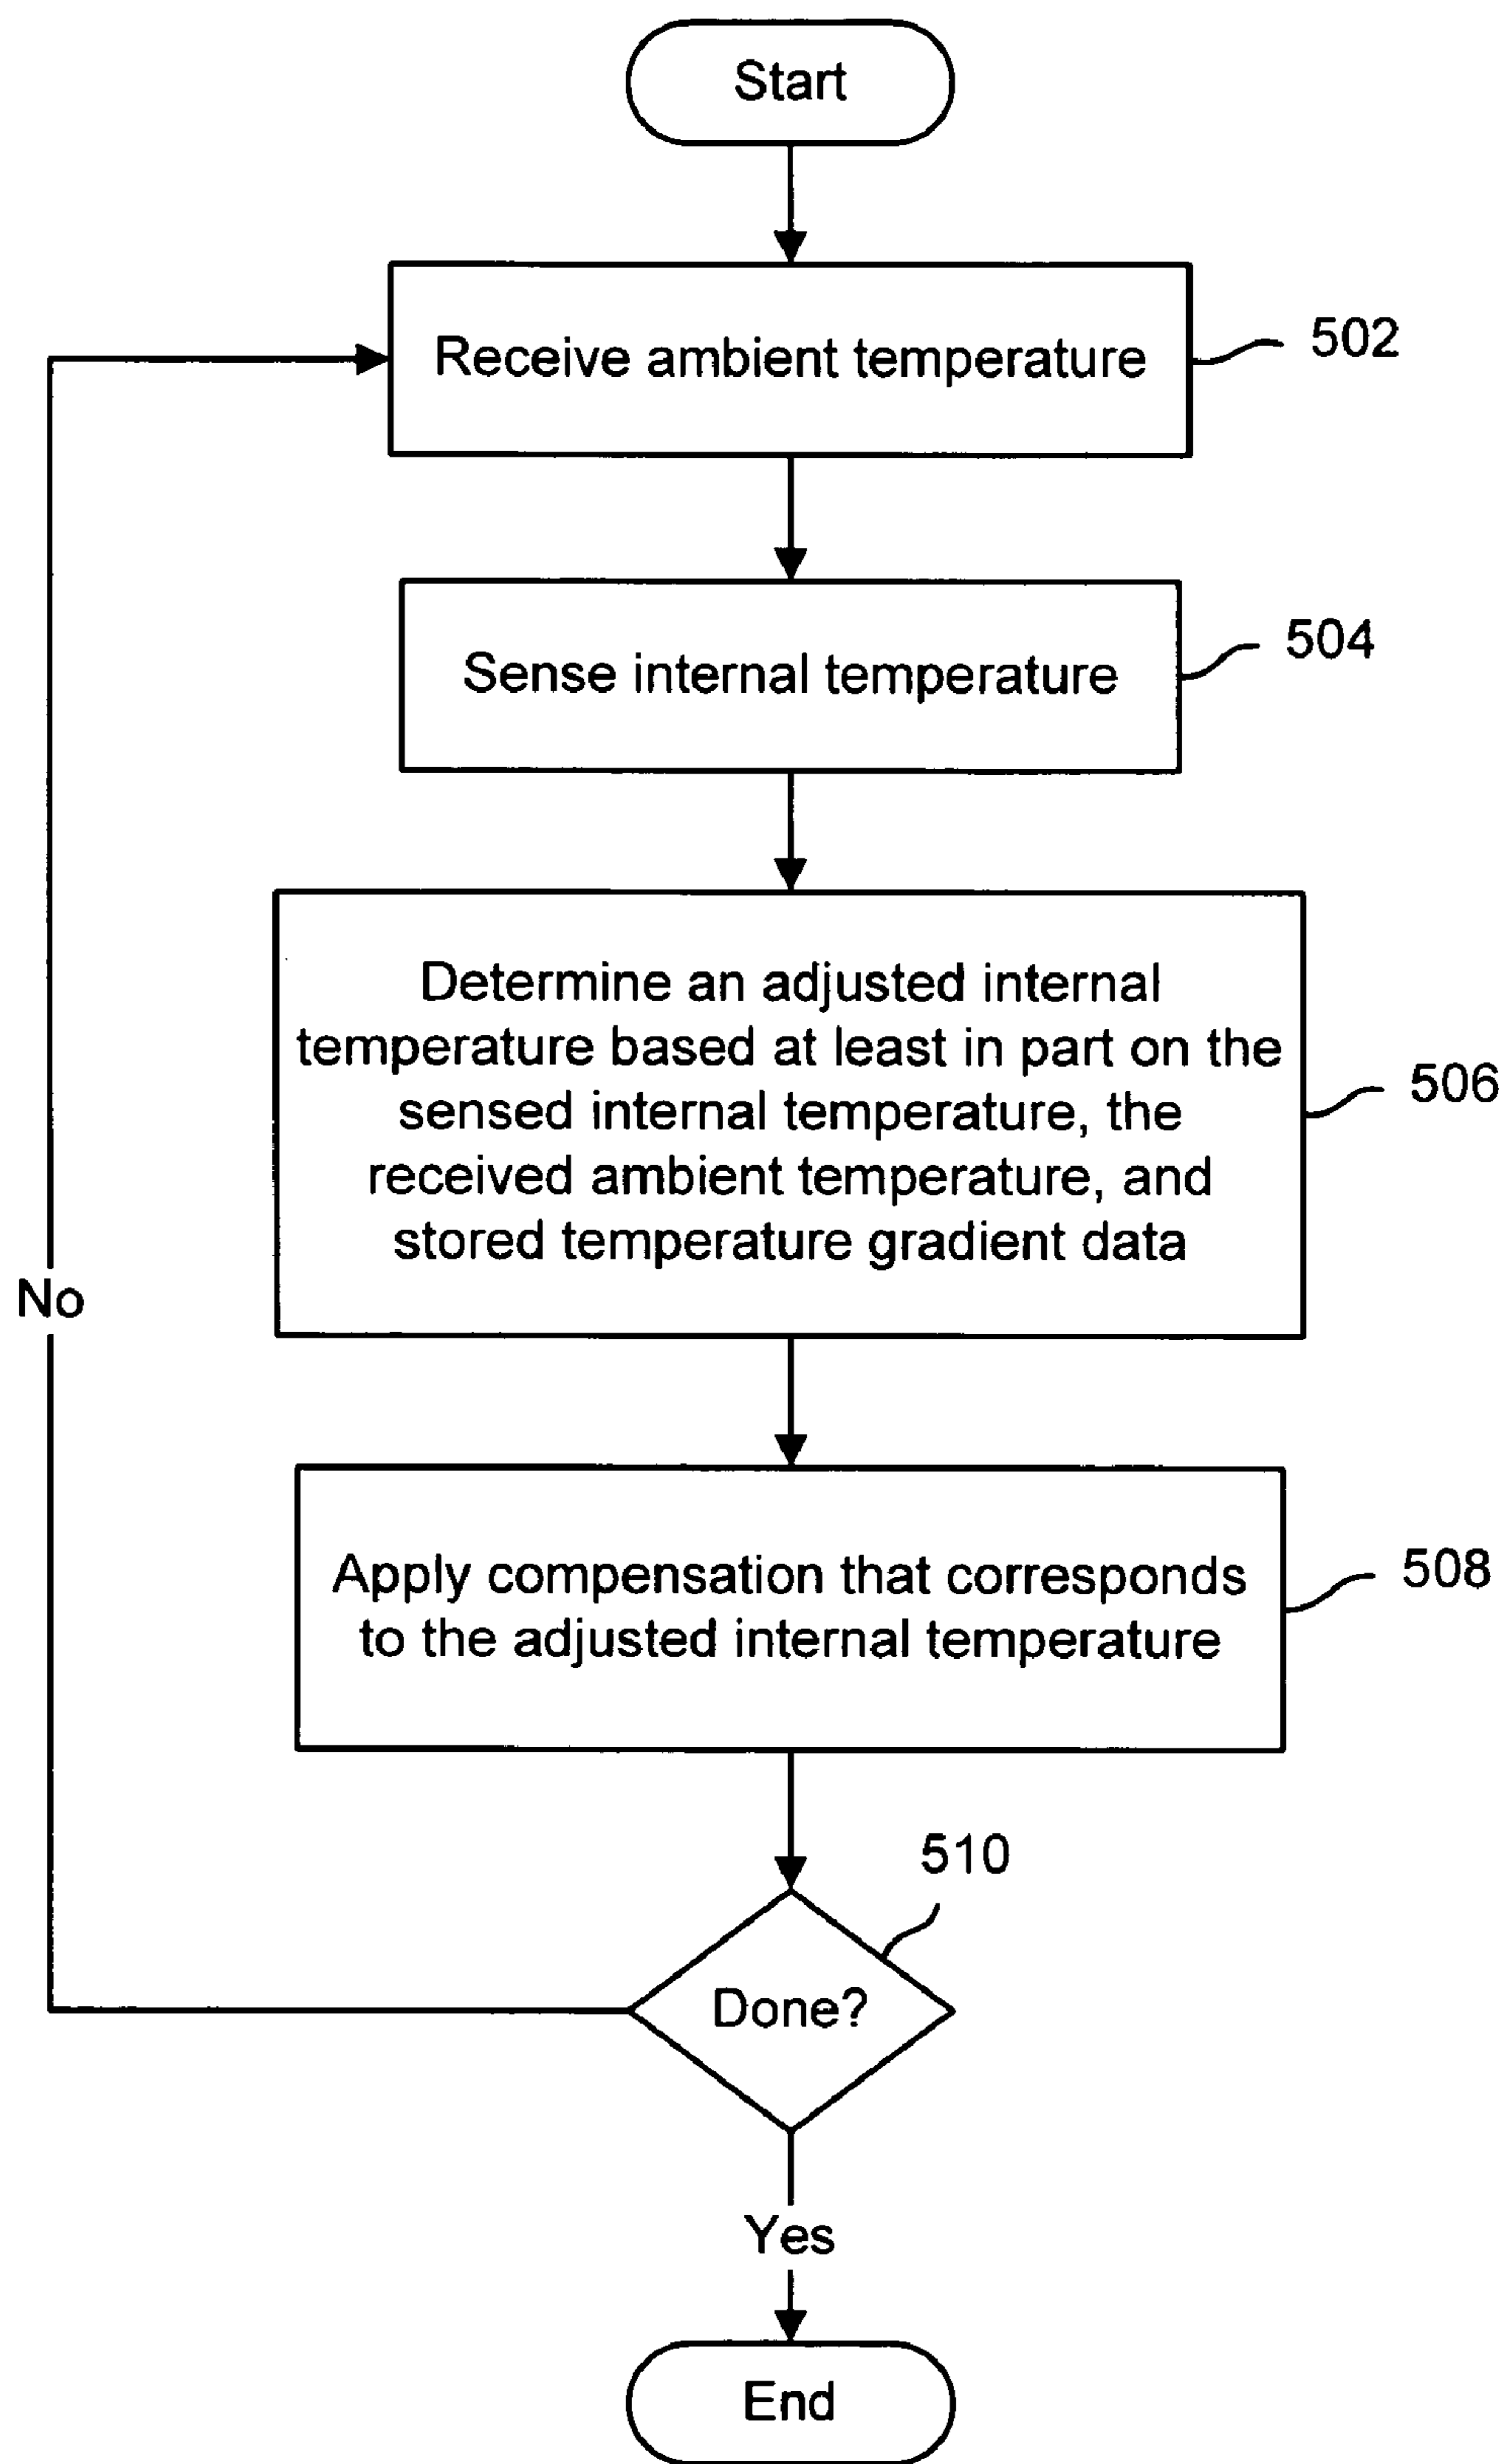 Start
Receive ambient temperature
502
Sense internal temperature
504
Determine an adjusted internal
temperature based at least in part on the
sensed internal temperature, the
received ambient temperature, and
stored temperature gradient data
506
No
Apply compensation that corresponds
to the adjusted internal temperature
508
510
Done?
Yes
End